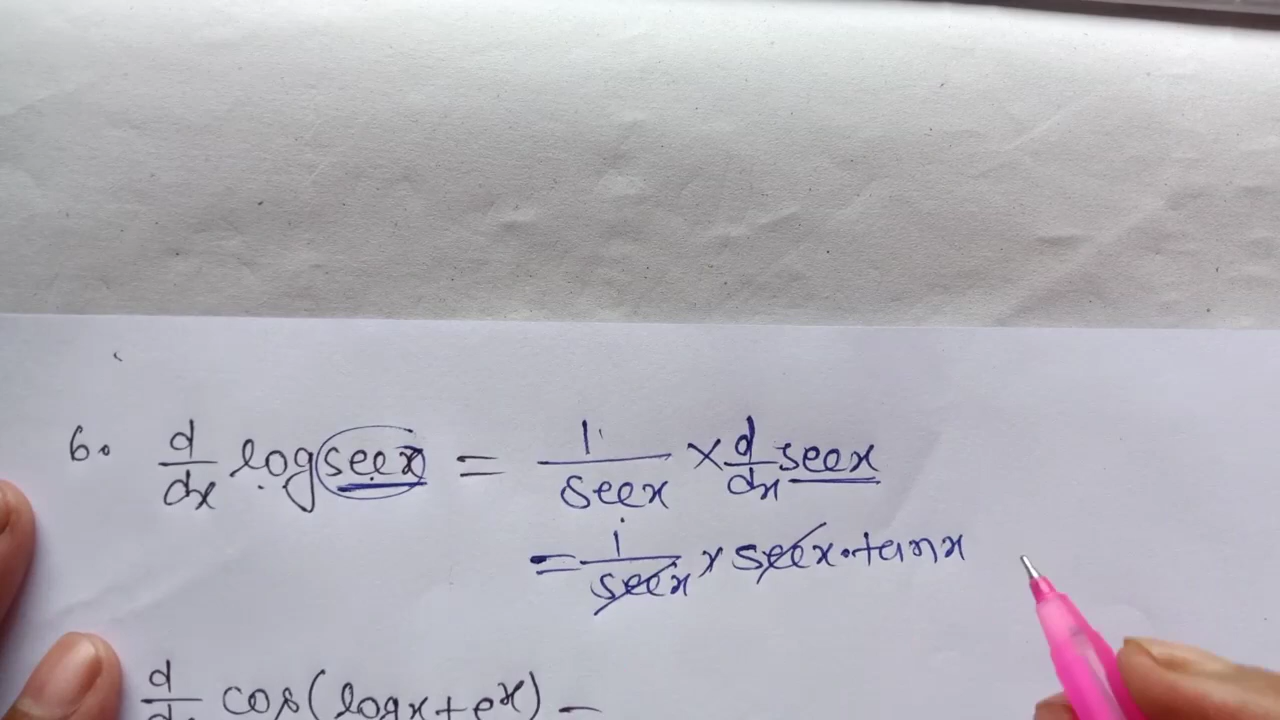 6. d/dx log secx = 1/secx × d/dx secx
= 1/secx × secx·tanx
d/dx cos(logx+e^x) =